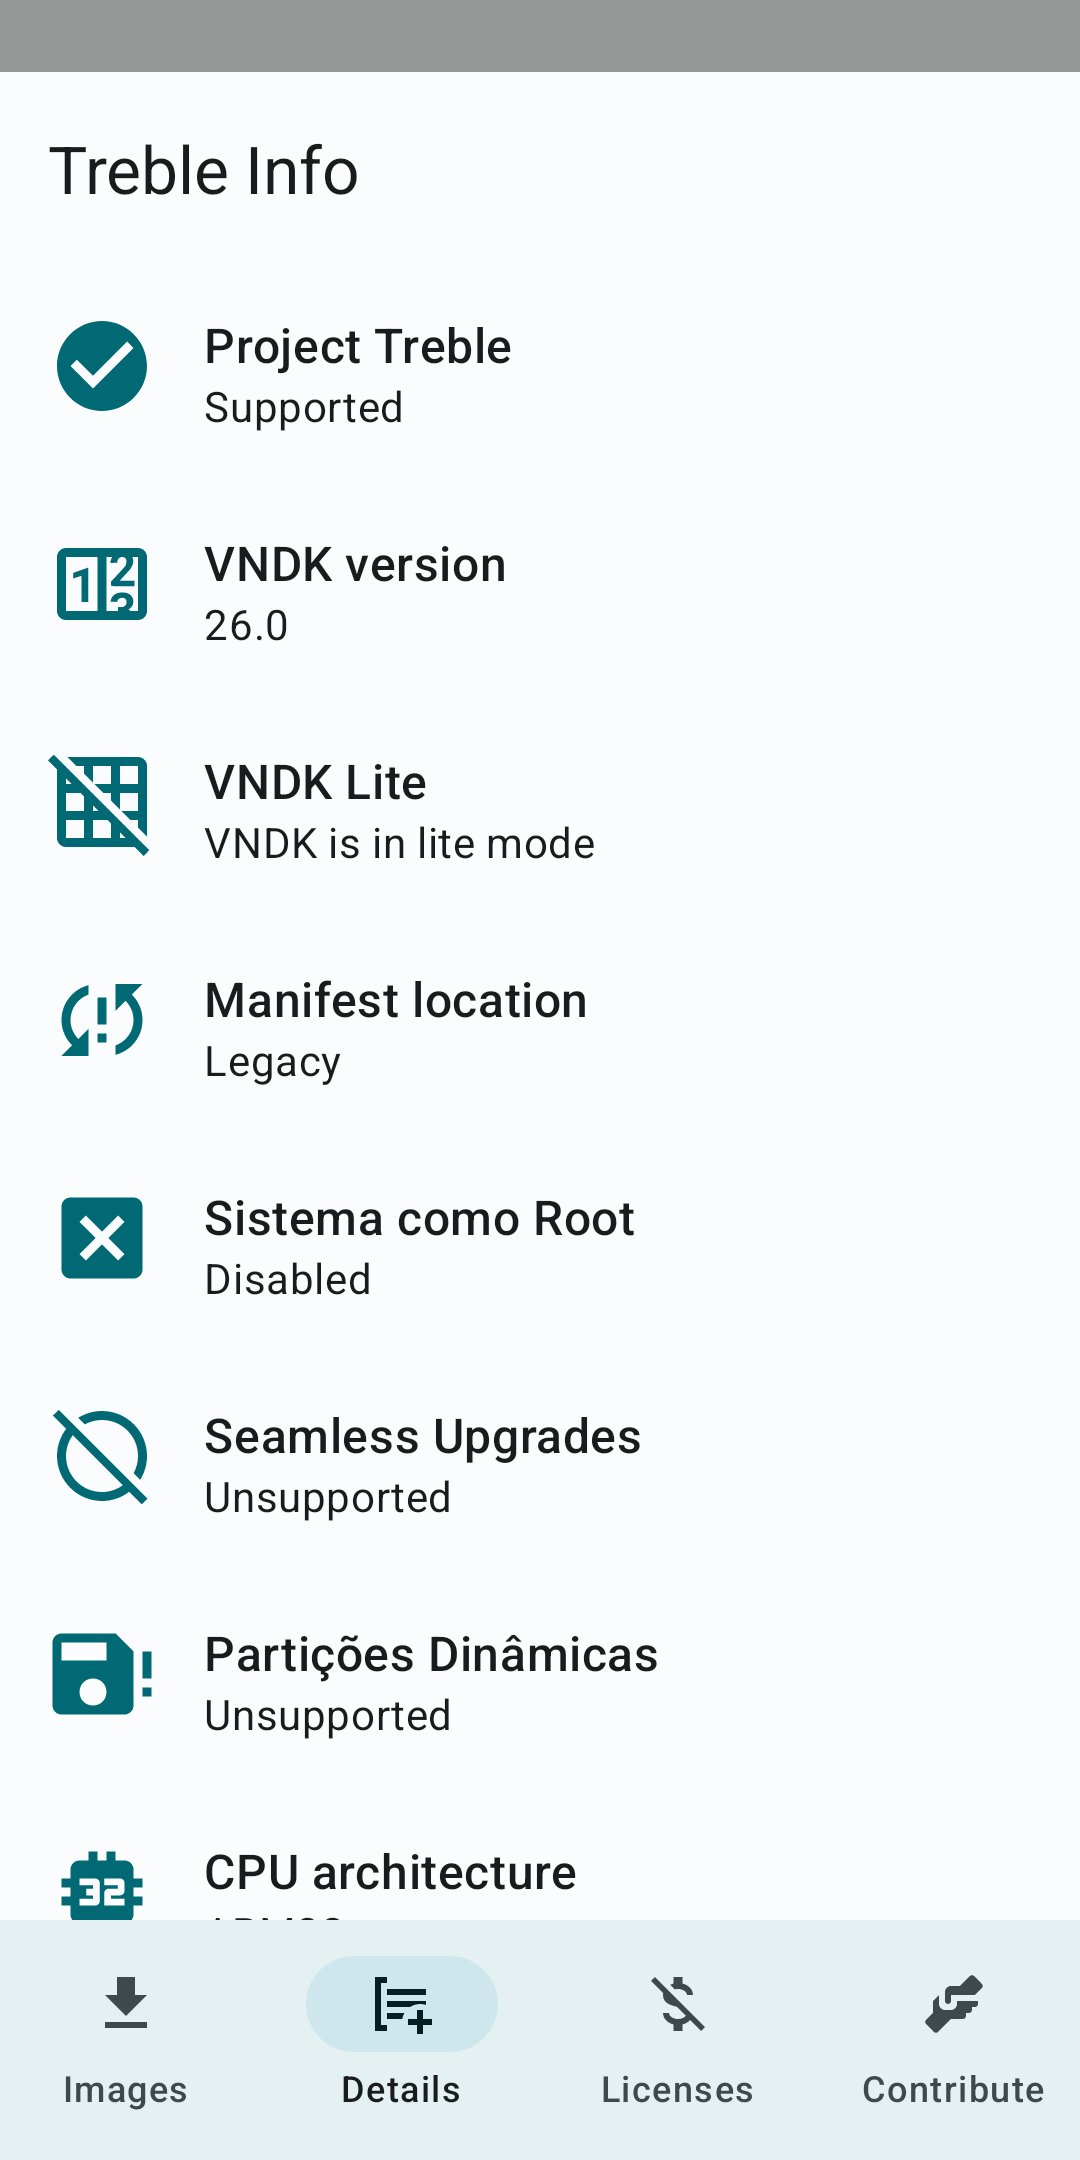 Treble Info
Project Treble
Supported
VNDK version
26.0
VNDK Lite
VNDK is in lite mode
Manifest location
Legacy
Sistema como Root
Disabled
Seamless Upgrades
Unsupported
Partições Dinâmicas
Unsupported
CPU architecture
Images
Details
Licenses
Contribute